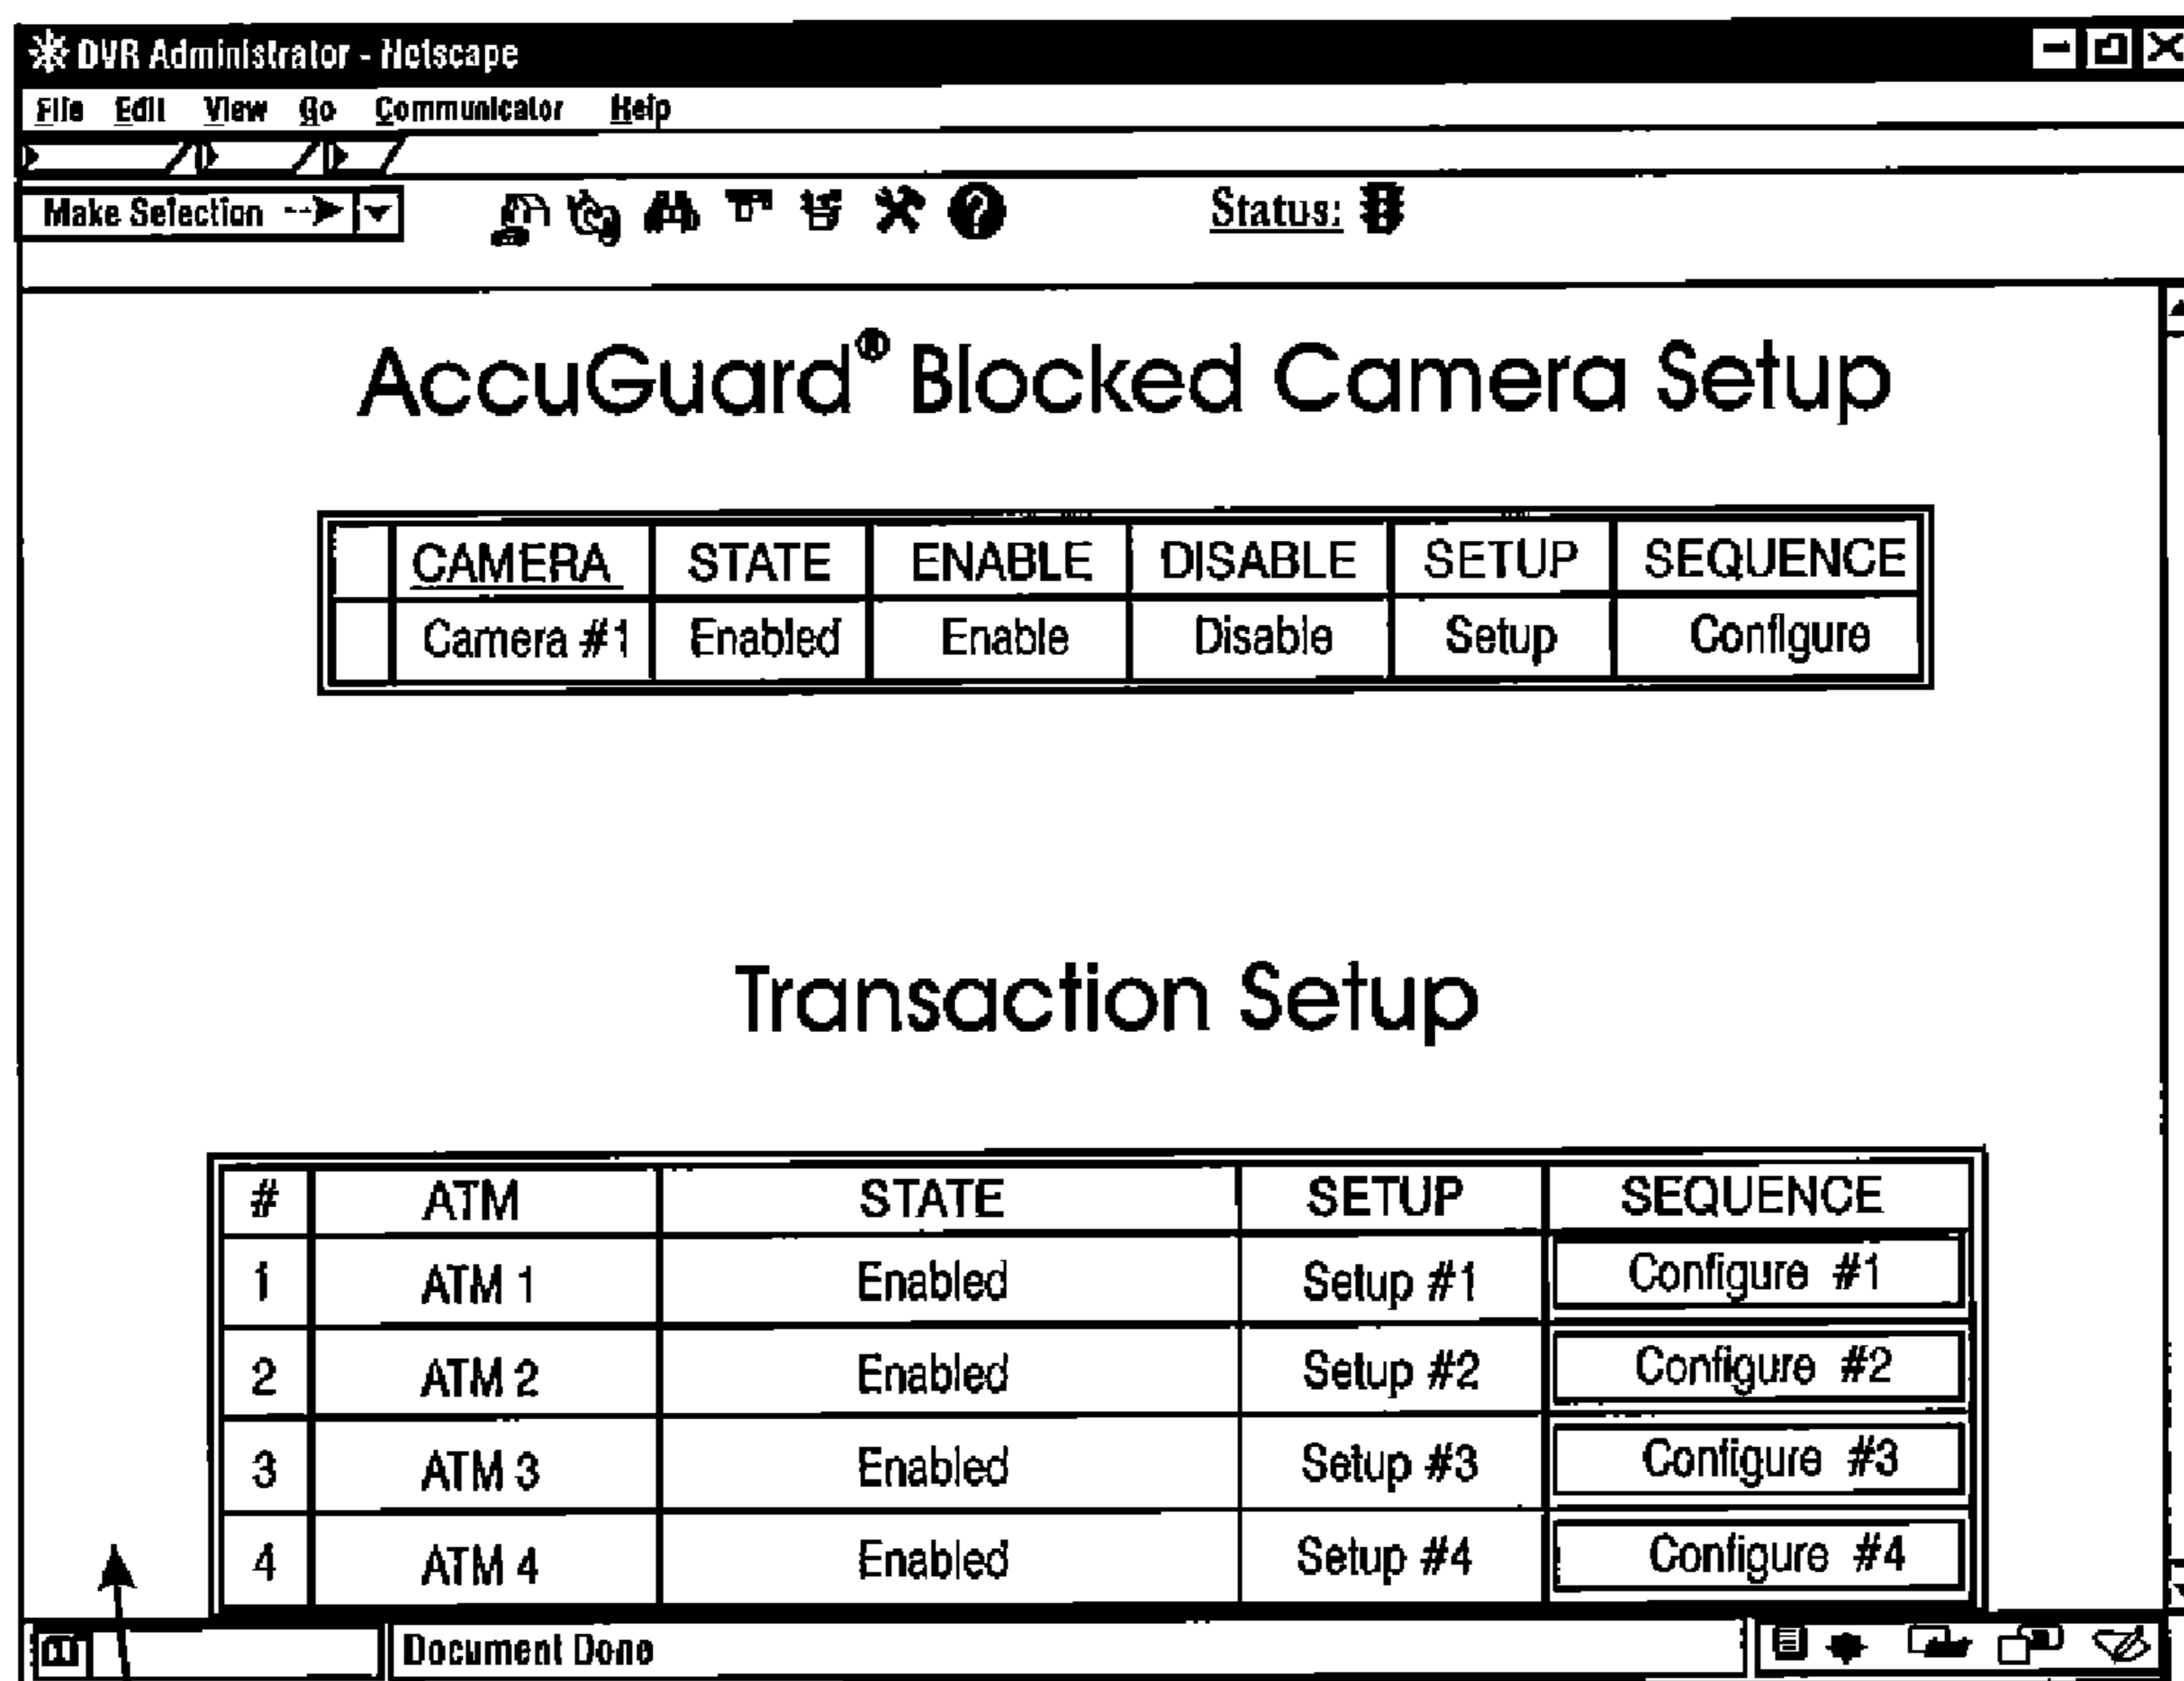 DVR Administrator - Netscape
File Edit View Go Communicator Help
Make Selection --> Status:
AccuGuard® Blocked Camera Setup
CAMERA STATE ENABLE DISABLE SETUP SEQUENCE
Camera #1 Enabled Enable Disable Setup Configure
Transaction Setup
# ATM STATE SETUP SEQUENCE
1 ATM 1 Enabled Setup #1 Configure #1
2 ATM 2 Enabled Setup #2 Configure #2
3 ATM 3 Enabled Setup #3 Configure #3
4 ATM 4 Enabled Setup #4 Configure #4
Document Done